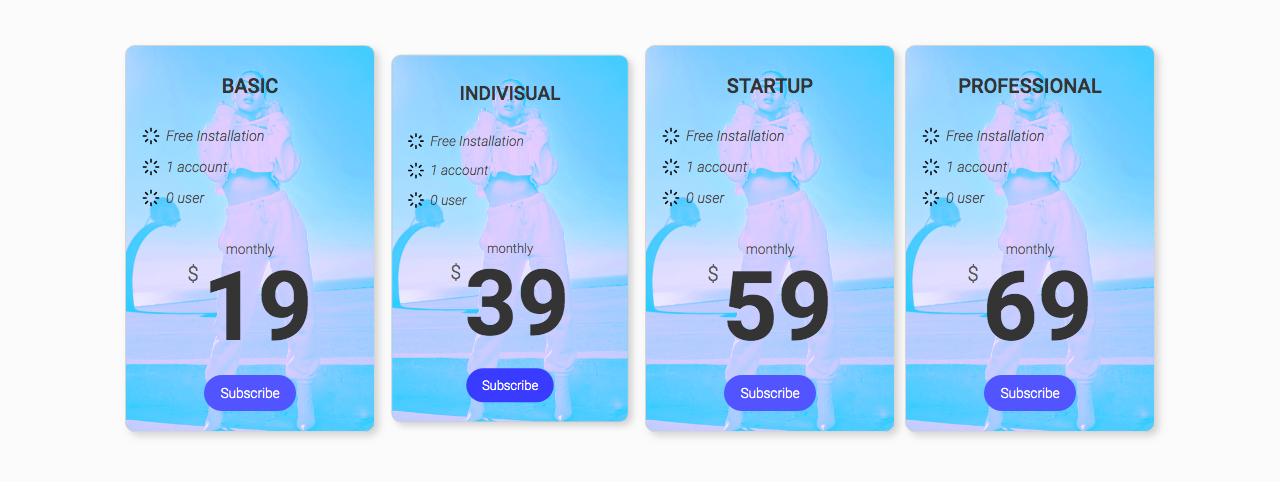 BASIC
Free Installation
1 account
0 user
monthly
$ 19
Subscribe
INDIVISUAL
Free Installation
1 account
0 user
monthly
$ 39
Subscribe
STARTUP
Free Installation
1 account
0 user
monthly
$ 59
Subscribe
PROFESSIONAL
Free Installation
1 account
0 user
monthly
$ 69
Subscribe